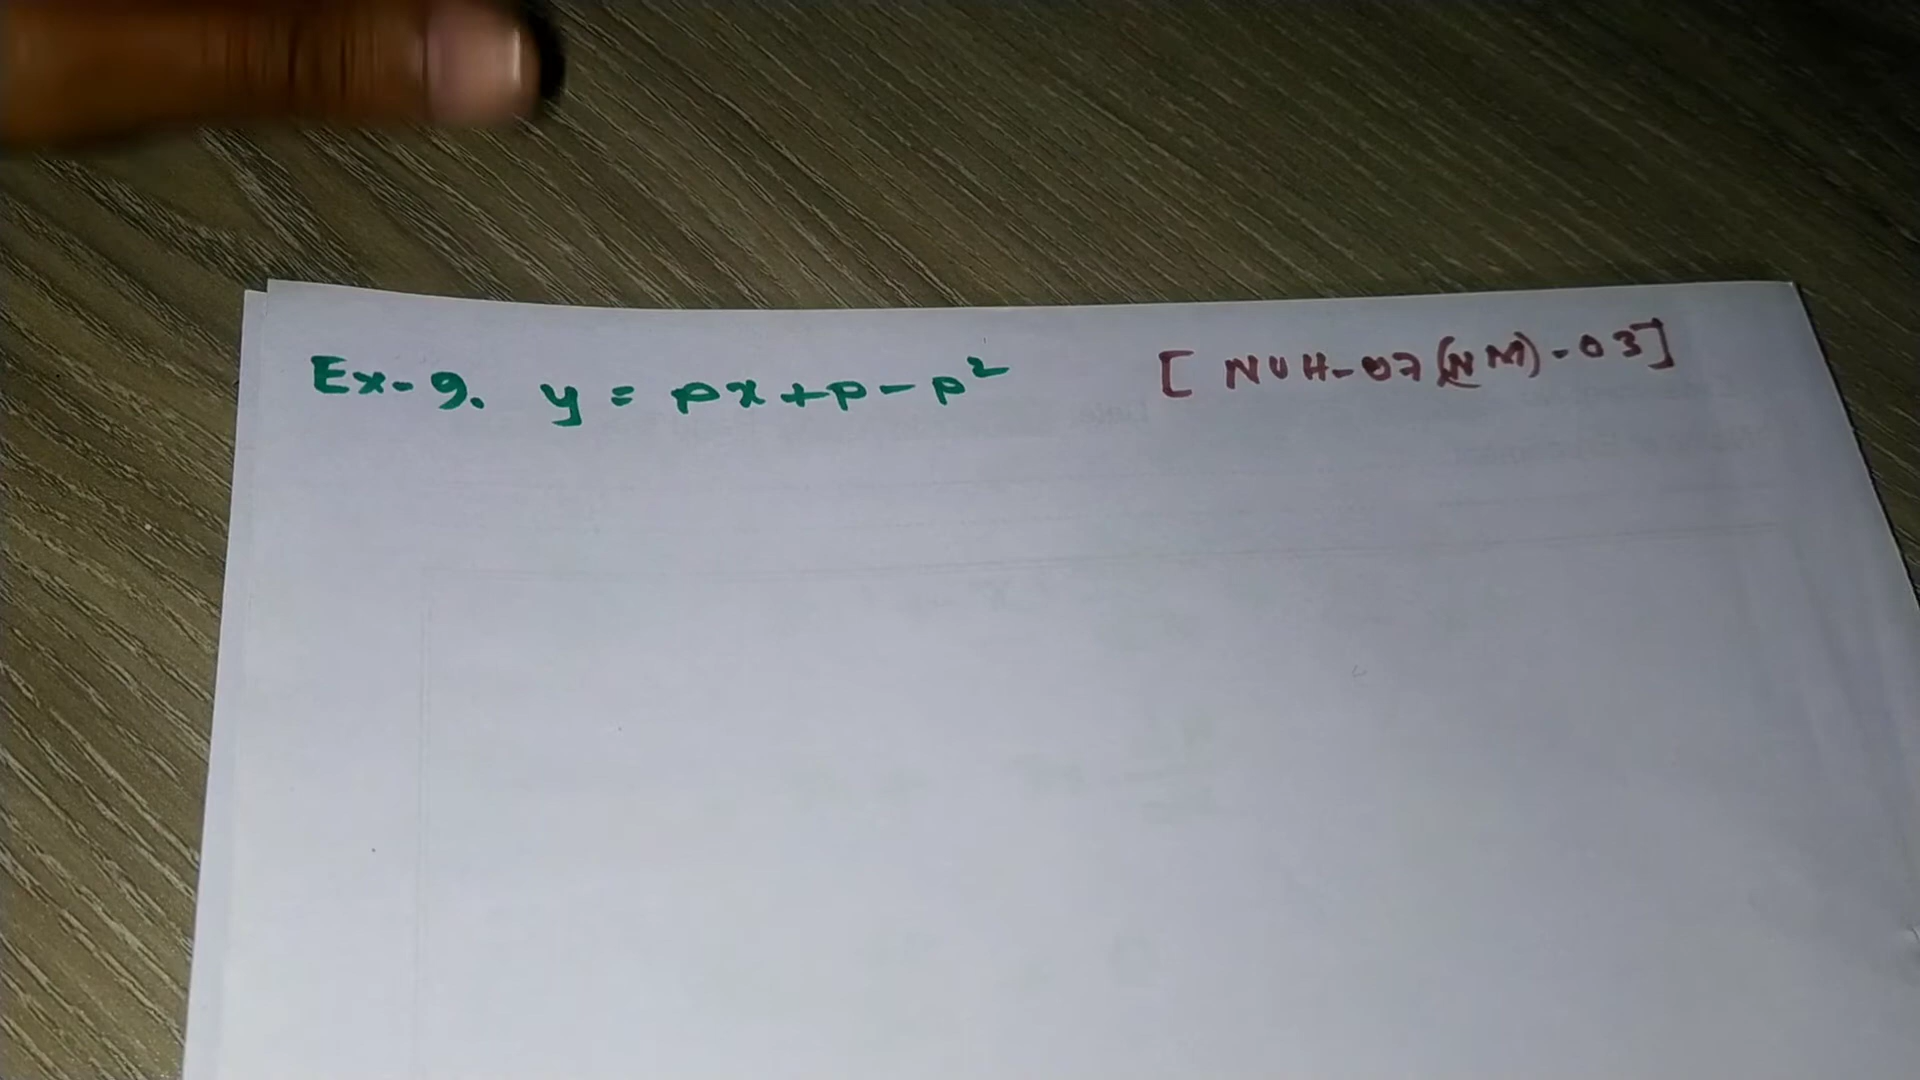 Ex-9. y = px + p - p² [NUH-07(NM)-03]